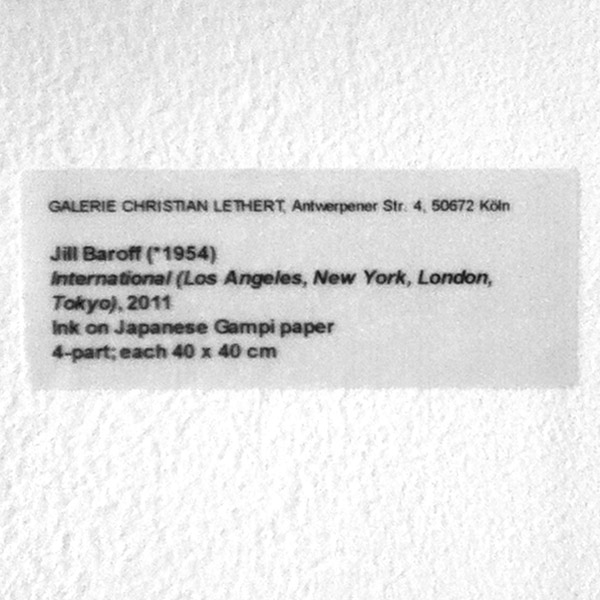 GALERIE CHRISTIAN LETHERT, Antwerpener Str. 4, 50672 Köln
Jill Baroff (*1954)
International (Los Angeles, New York, London,
Tokyo), 2011
Ink on Japanese Gampi paper
4-part; each 40 x 40 cm